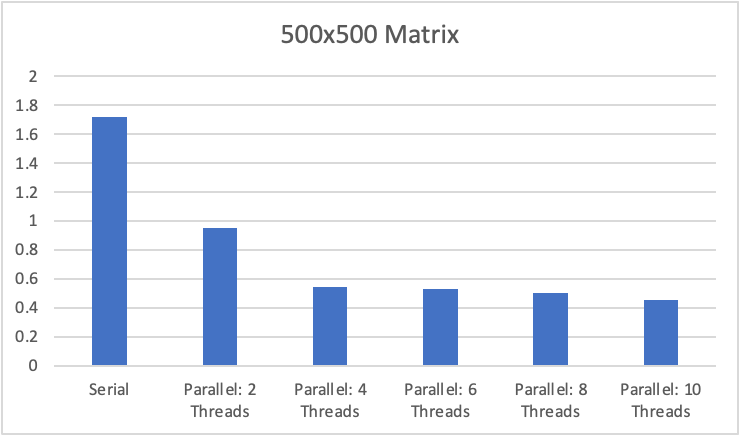 500x500 Matrix
2
1.8
1.6
1.4
1.2
1
0.8
0.6
0.4
0.2
0
Serial
Parallel: 2
Threads
Parallel: 4
Threads
Parallel: 6
Threads
Parallel: 8
Threads
Parallel: 10
Threads